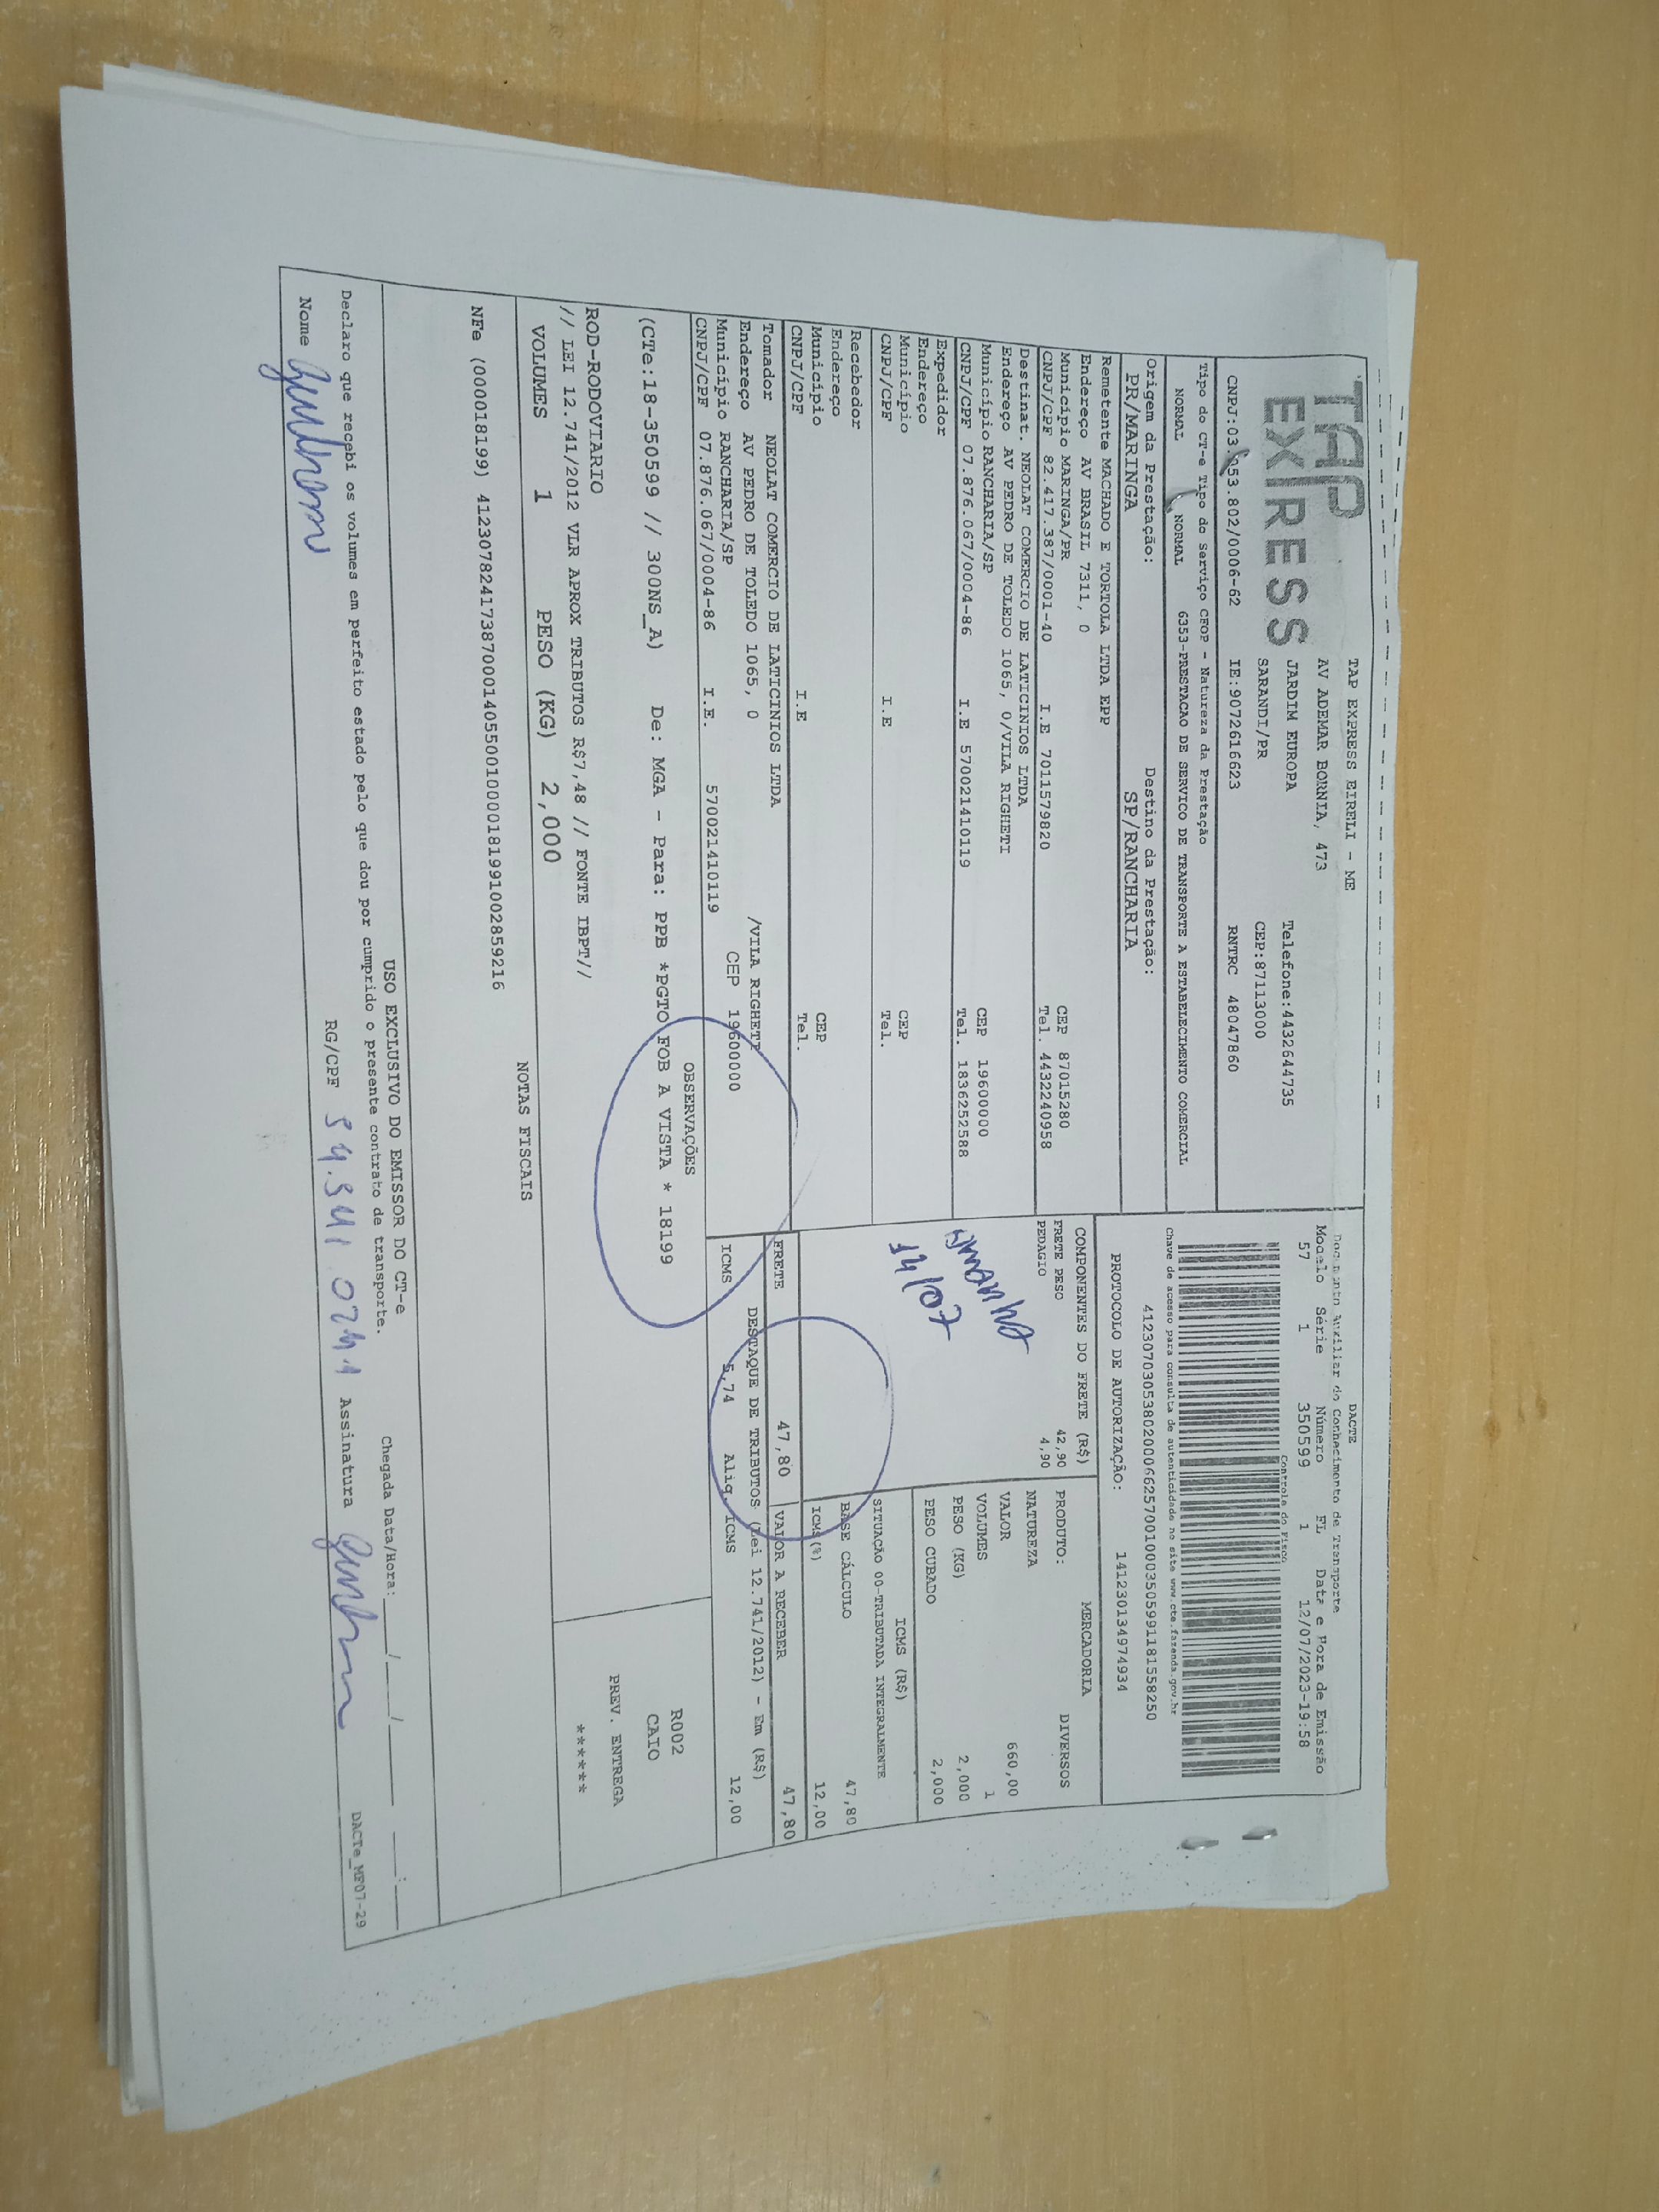 TAP
EXPRESS
TAP EXPRESS EIRELI - ME
AV ADEMAR BORNIA, 473
JARDIM EUROPA Telefone:4432644735
SARANDI/PR CEP:87113000
CNPJ:03.053.802/0006-62 IE:9072616623 RNTRC 48047860
DACTE
Documento Auxiliar do Conhecimento de Transporte
Modelo Série Número FL Data e Hora de Emissão
57 1 350599 1 12/07/2023-19:58
Controle do Fisco
Chave de acesso para consulta de autenticidade no site www.cte.fazenda.gov.br
41230703053802000662570010003505991181558250
PROTOCOLO DE AUTORIZAÇÃO: 141230134974934
Tipo do CT-e Tipo do Serviço CFOP - Natureza da Prestação
NORMAL NORMAL 6353-PRESTACAO DE SERVICO DE TRANSPORTE A ESTABELECIMENTO COMERCIAL
Origem da Prestação: Destino da Prestação:
PR/MARINGA SP/RANCHARIA
Remetente MACHADO E TORTOLA LTDA EPP
Endereço AV BRASIL 7311, 0
Município MARINGA/PR CEP 87015280
CNPJ/CPF 82.417.387/0001-40 I.E 7011579820 Tel. 4432240958
Destinat. NEOLAT COMERCIO DE LATICINIOS LTDA
Endereço AV PEDRO DE TOLEDO 1065, 0/VILA RIGHETI
Município RANCHARIA/SP CEP 19600000
CNPJ/CPF 07.876.067/0004-86 I.E 570021410119 Tel. 1836252588
Expedidor
Endereço
Município CEP
CNPJ/CPF I.E Tel.
Recebedor
Endereço
Município CEP
CNPJ/CPF I.E Tel.
Tomador NEOLAT COMERCIO DE LATICINIOS LTDA
Endereço AV PEDRO DE TOLEDO 1065, 0 /VILA RIGHETI
Município RANCHARIA/SP CEP 19600000
CNPJ/CPF 07.876.067/0004-86 I.E. 570021410119
COMPONENTES DO FRETE (R$)
FRETE PESO 42,90
PEDAGIO 4,90
Amanha
14/07
MERCADORIA
PRODUTO: DIVERSOS
NATUREZA
VALOR 660,00
VOLUMES 1
PESO (KG) 2,000
PESO CUBADO 2,000
ICMS (R$)
SITUAÇÃO 00-TRIBUTADA INTEGRALMENTE
BASE CÁLCULO 47,80
ICMS(%) 12,00
FRETE 47,80 VALOR A RECEBER 47,80
DESTAQUE DE TRIBUTOS (Lei 12.741/2012) - Em (R$)
ICMS 5,74 Aliq. ICMS 12,00
OBSERVAÇÕES
(CTe:18-350599 // 300NS_A) De: MGA - Para: PPB *PGTO FOB A VISTA * 18199
ROD-RODOVIARIO
// LEI 12.741/2012 VLR APROX TRIBUTOS R$7,48 // FONTE IBPT//
R002
CAIO
PREV. ENTREGA
******
VOLUMES 1 PESO (KG) 2,000
NOTAS FISCAIS
NFe (000018199) 41230782417387000140550010000181991002859216
USO EXCLUSIVO DO EMISSOR DO CT-e
Declaro que recebi os volumes em perfeito estado pelo que dou por cumprido o presente contrato de transporte.
Chegada Data/Hora: ____/____/____ ____:____
Nome RG/CPF Assinatura
DACTe_MF07-29